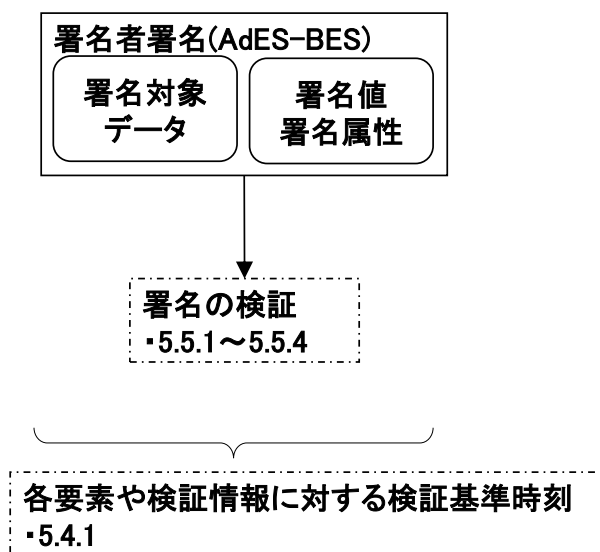 署名者署名(AdES-BES)
署名対象
データ
署名値
署名属性
署名の検証
・5.5.1～5.5.4
各要素や検証情報に対する検証基準時刻
・5.4.1